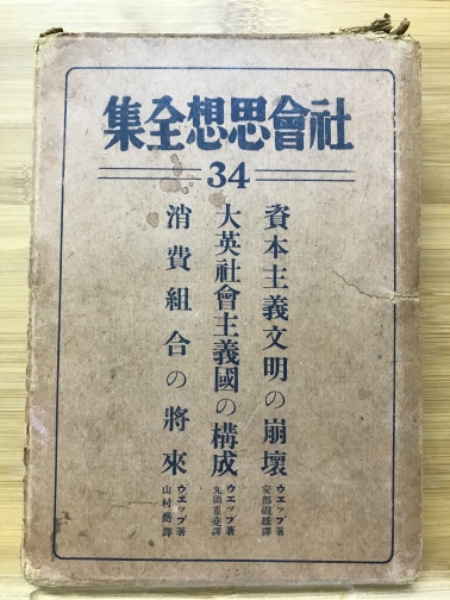 社會思想全集
34
資本主義文明の崩壞
ウエッブ著
安部磯雄譯
大英社會主義國の構成
ウエッブ著
丸岡重堯譯
消費組合の將來
ウエッブ著
山村喬譯